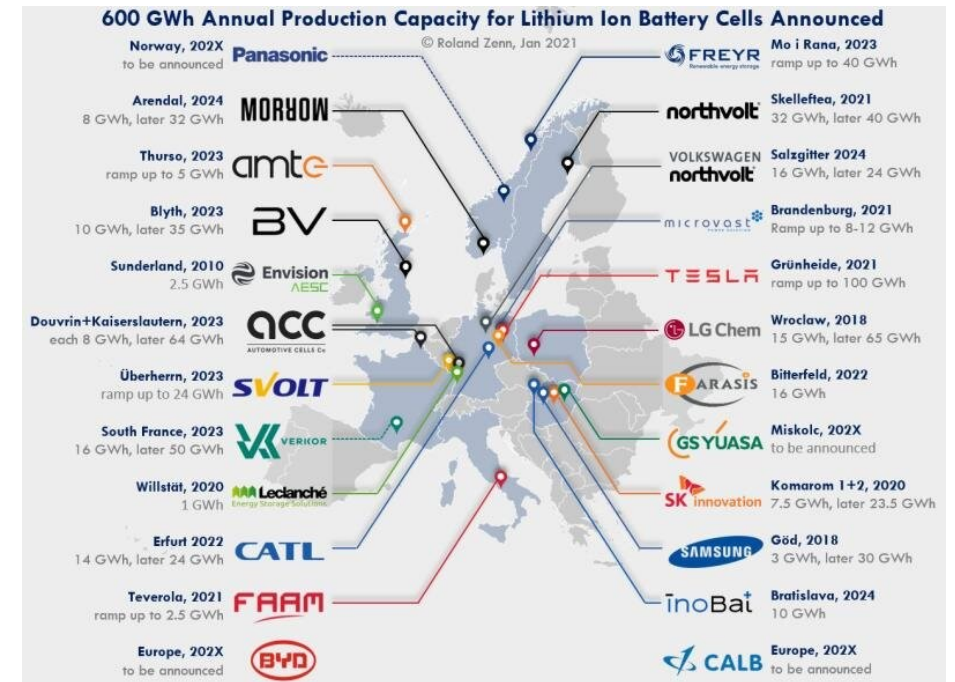 600 GWh Annual Production Capacity for Lithium Ion Battery Cells Announced
© Roland Zenn, Jan 2021
Norway, 202X
to be announced
Panasonic
Arendal, 2024
8 GWh, later 32 GWh
MORROW
Thurso, 2023
ramp up to 5 GWh
amte
Blyth, 2023
10 GWh, later 35 GWh
BV
Sunderland, 2010
2.5 GWh
Envision
AESC
Douvrin+Kaiserslautern, 2023
each 8 GWh, later 64 GWh
acc
AUTOMOTIVE CELLS Co
Überherrn, 2023
ramp up to 24 GWh
SVOLT
South France, 2023
16 GWh, later 50 GWh
VERKOR
Willstät, 2020
1 GWh
Leclanché
Energy Storage Solutions
Erfurt 2022
14 GWh, later 24 GWh
CATL
Teverola, 2021
ramp up to 2.5 GWh
FAAM
Europe, 202X
to be announced
BYD
FREYR
Renewable energy storage
Mo i Rana, 2023
ramp up to 40 GWh
northvolt
Skelleftea, 2021
32 GWh, later 40 GWh
VOLKSWAGEN
northvolt
Salzgitter 2024
16 GWh, later 24 GWh
microvast
POWER SOLUTIONS
Brandenburg, 2021
Ramp up to 8-12 GWh
TESLA
Grünheide, 2021
ramp up to 100 GWh
LG Chem
Wroclaw, 2018
15 GWh, later 65 GWh
FARASIS
Bitterfeld, 2022
16 GWh
GS YUASA
Miskolc, 202X
to be announced
SK innovation
Komarom 1+2, 2020
7.5 GWh, later 23.5 GWh
SAMSUNG
Göd, 2018
3 GWh, later 30 GWh
inoBat
Bratislava, 2024
10 GWh
CALB
Europe, 202X
to be announced